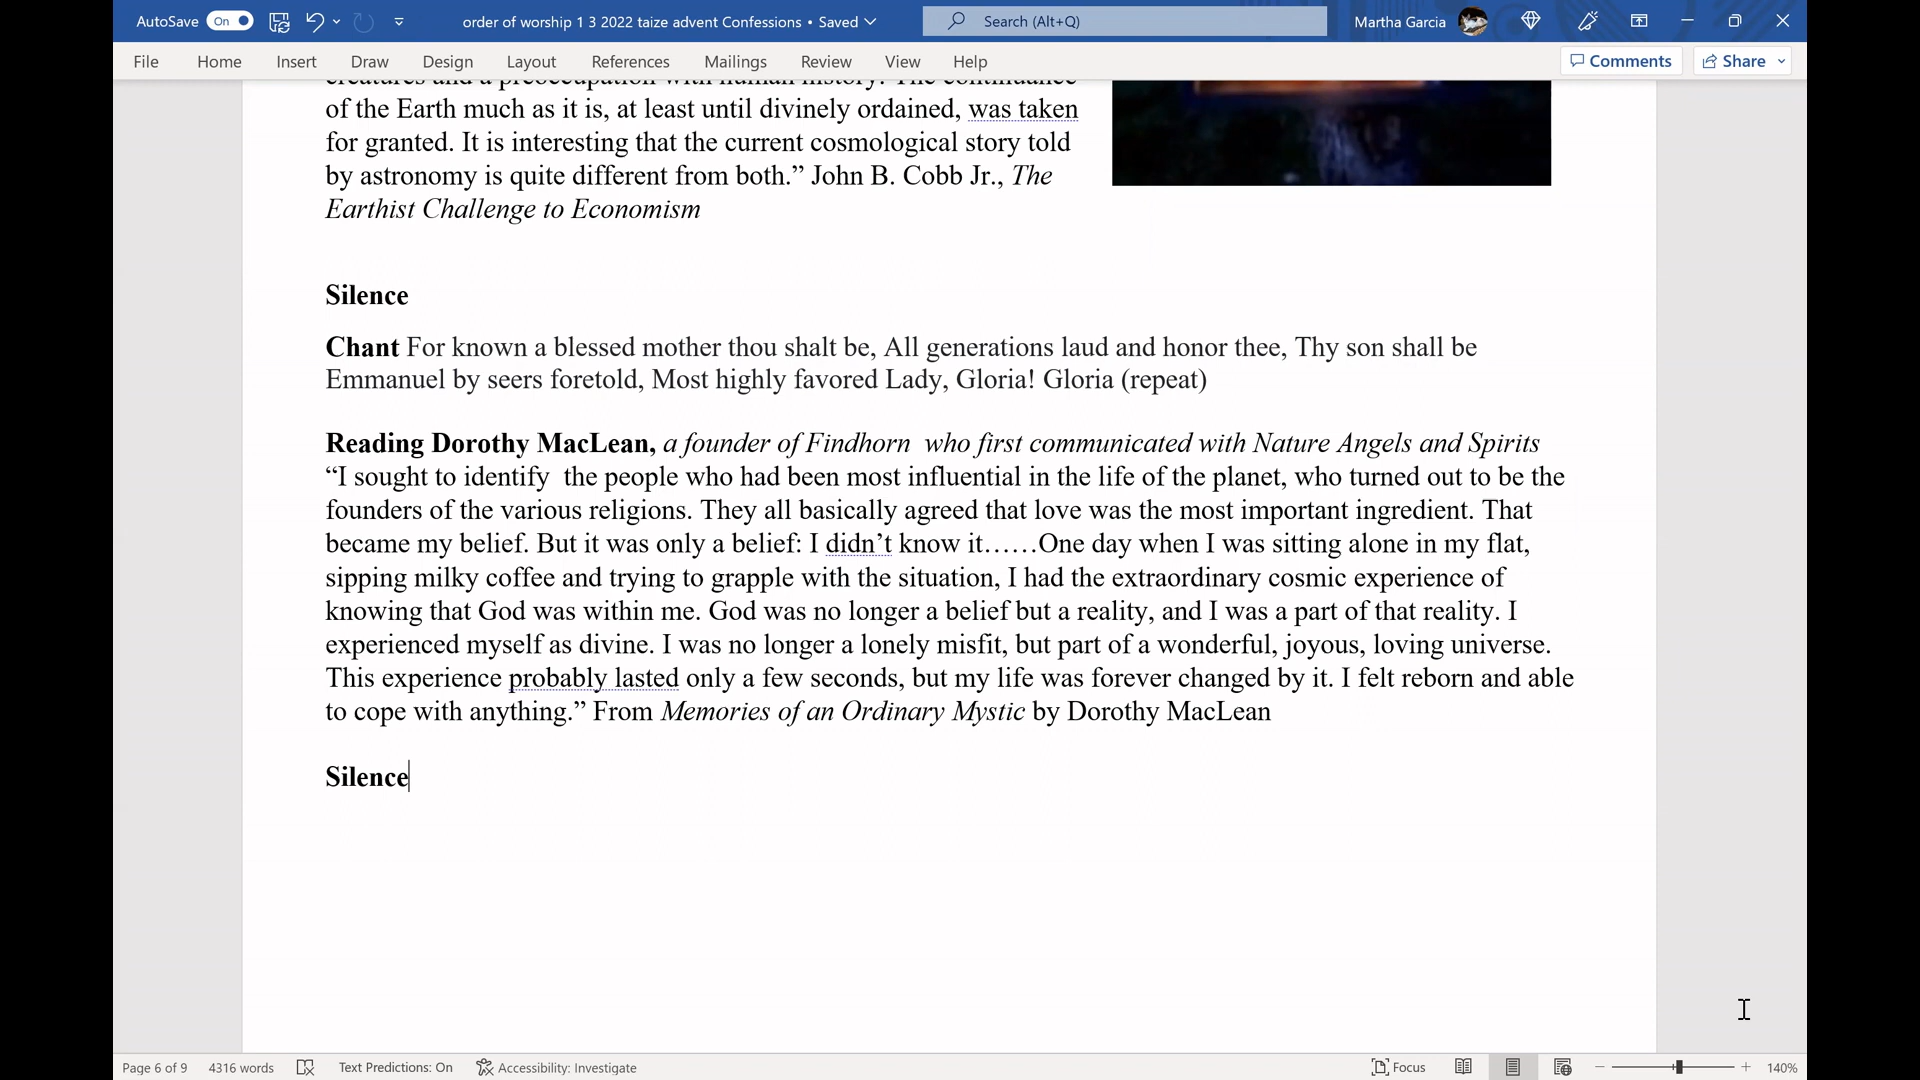 AutoSave On order of worship 1 3 2022 taize advent Confessions • Saved Search (Alt+Q) Martha Garcia
File Home Insert Draw Design Layout References Mailings Review View Help Comments Share
creatures and a preoccupation with human history. The continuance
of the Earth much as it is, at least until divinely ordained, was taken
for granted. It is interesting that the current cosmological story told
by astronomy is quite different from both.” John B. Cobb Jr., The
Earthist Challenge to Economism
Silence
Chant For known a blessed mother thou shalt be, All generations laud and honor thee, Thy son shall be
Emmanuel by seers foretold, Most highly favored Lady, Gloria! Gloria (repeat)
Reading Dorothy MacLean, a founder of Findhorn who first communicated with Nature Angels and Spirits
“I sought to identify the people who had been most influential in the life of the planet, who turned out to be the
founders of the various religions. They all basically agreed that love was the most important ingredient. That
became my belief. But it was only a belief: I didn’t know it……One day when I was sitting alone in my flat,
sipping milky coffee and trying to grapple with the situation, I had the extraordinary cosmic experience of
knowing that God was within me. God was no longer a belief but a reality, and I was a part of that reality. I
experienced myself as divine. I was no longer a lonely misfit, but part of a wonderful, joyous, loving universe.
This experience probably lasted only a few seconds, but my life was forever changed by it. I felt reborn and able
to cope with anything.” From Memories of an Ordinary Mystic by Dorothy MacLean
Silence
Page 6 of 9 4316 words Text Predictions: On Accessibility: Investigate Focus 140%